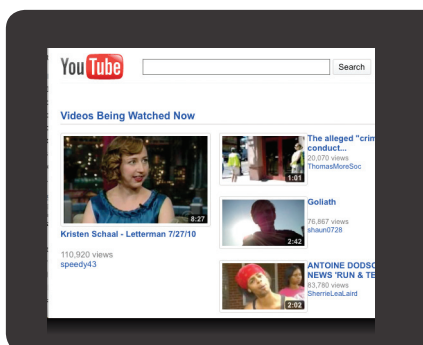 YouTube
Search
Videos Being Watched Now
8:27
Kristen Schaal - Letterman 7/27/10
110,920 views
speedy43
1:01
The alleged "crim
conduct...
20,070 views
ThomasMoreSoc
2:42
Goliath
76,867 views
shaun0728
2:02
ANTOINE DODSO
NEWS 'RUN & TE
83,780 views
SherrieLeaLaird